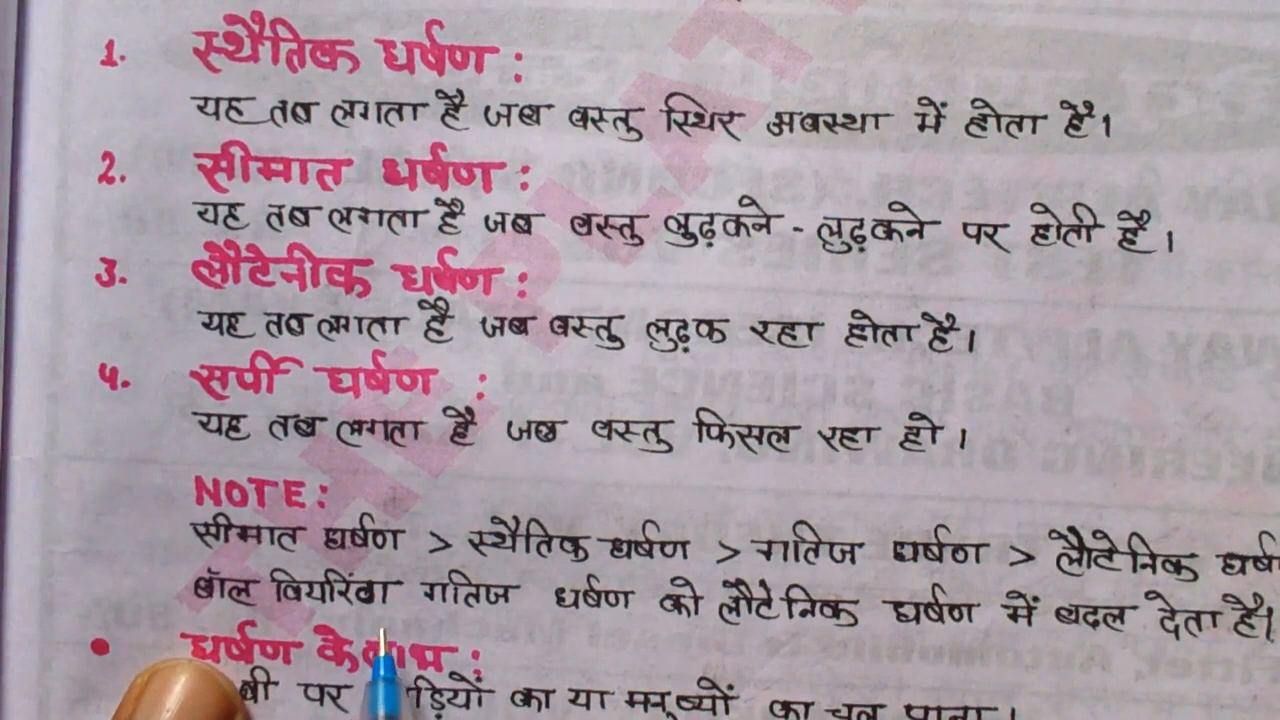 1. स्थैतिक घर्षण :
यह तब लगता है जब वस्तु स्थिर अवस्था में होता है।
2. सीमात घर्षण :
यह तब लगता है जब वस्तु लुढ़कने - लुढ़कने पर होती है।
3. लौटेनीक घर्षण :
यह तब लगता है जब वस्तु लुढ़क रहा होता है।
4. सर्पी घर्षण :
यह तब लगता है जब वस्तु फिसल रहा हो।
NOTE:
सीमात घर्षण > स्थैतिक घर्षण > गतिज घर्षण > लौटेनिक घर्ष
बॉल वियरिंग गतिज घर्षण को लौटेनिक घर्षण में बदल देता है।
• घर्षण के लाभ :
पर का या मनुष्यों का चल पाना।